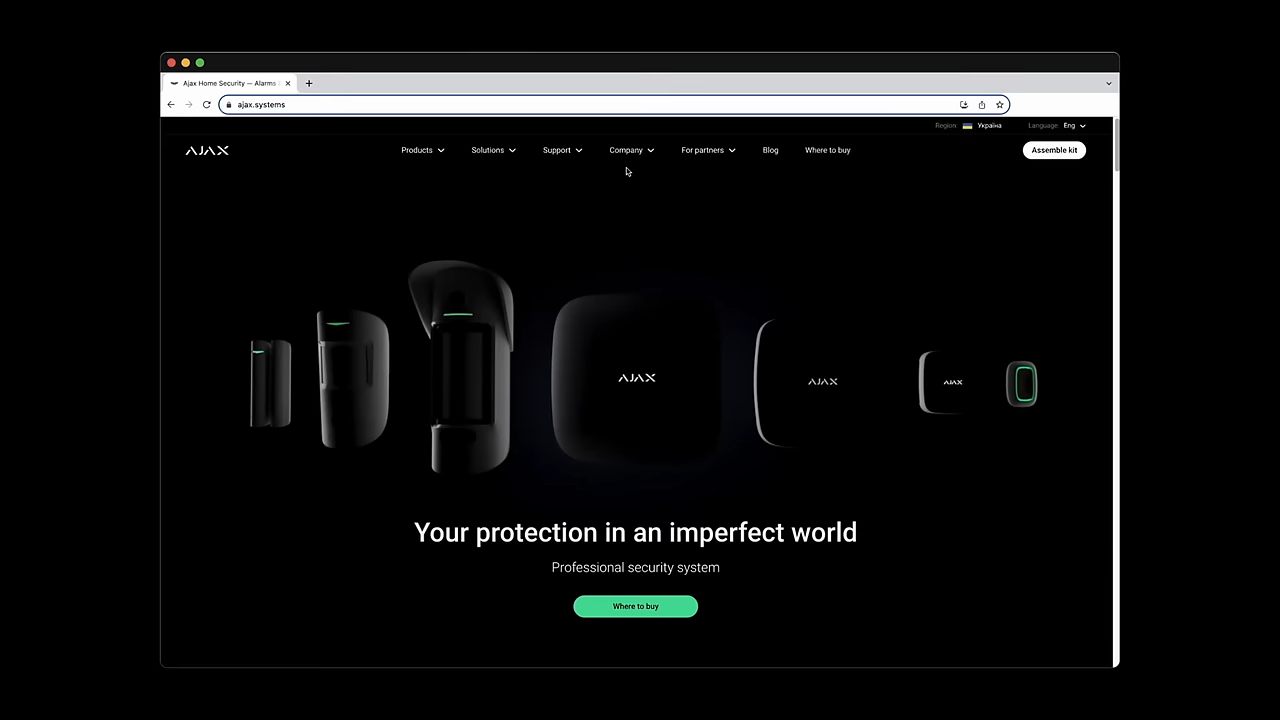 Ajax Home Security — Alarms
ajax.systems
Region: Україна Language: Eng
AJAX Products Solutions Support Company For partners Blog Where to buy Assemble kit
AJAX
AJAX
AJAX
Your protection in an imperfect world
Professional security system
Where to buy